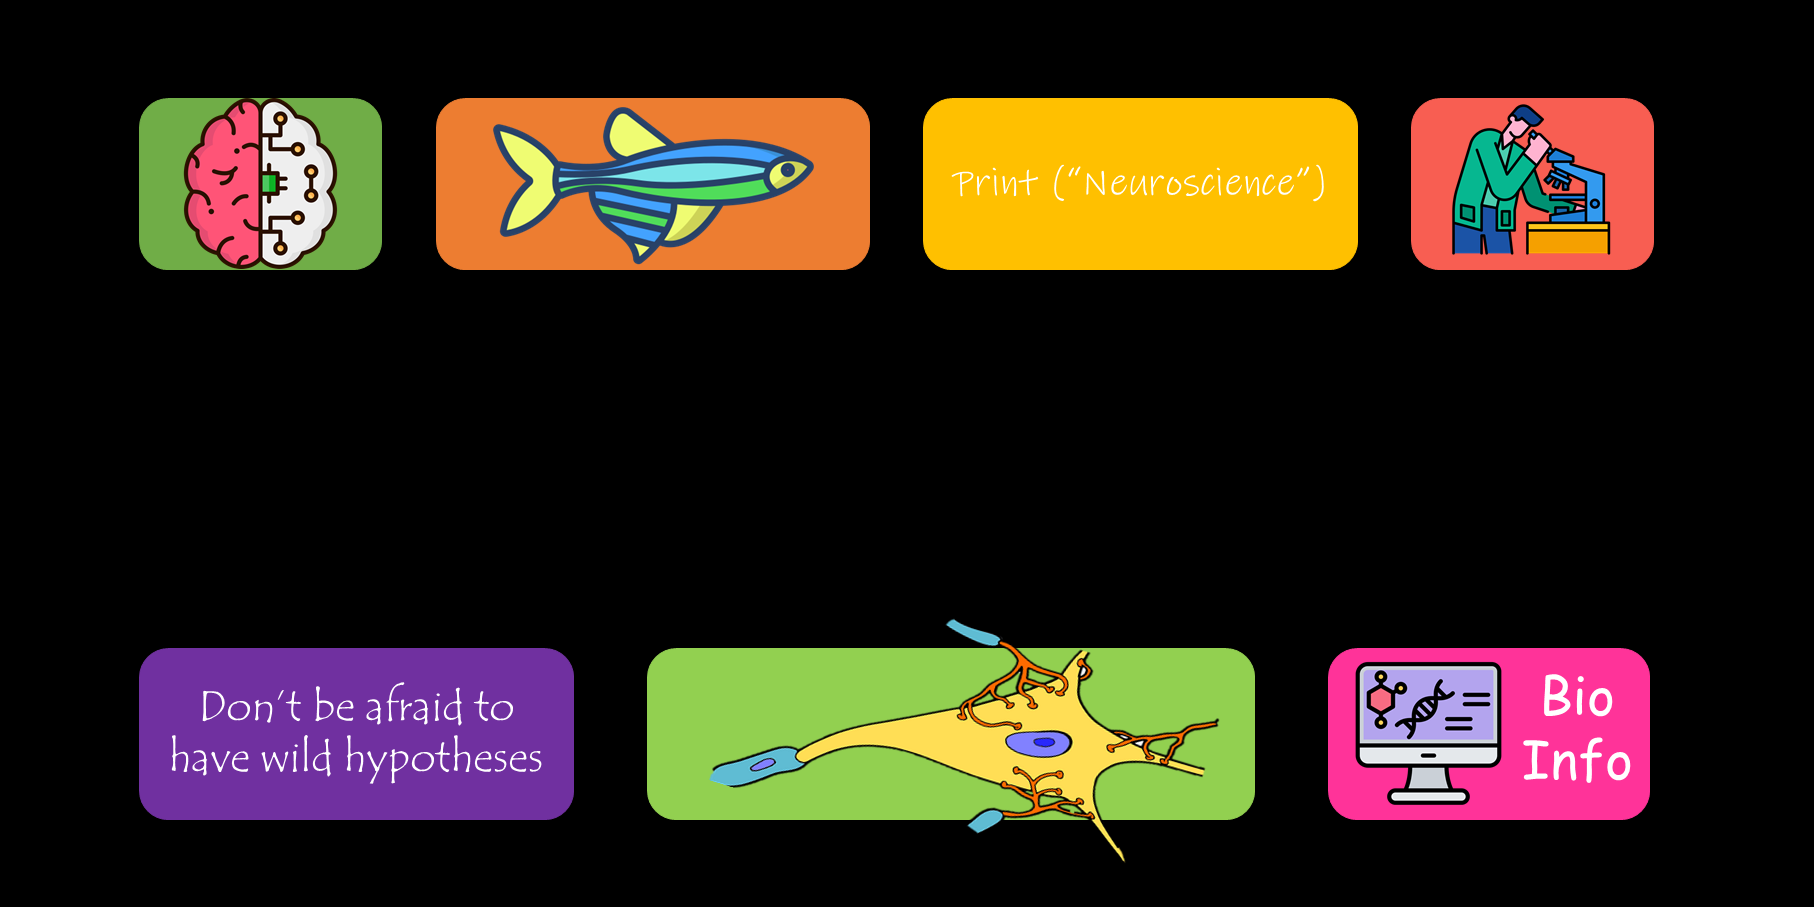 Print (“Neuroscience”)
Don’t be afraid to
have wild hypotheses
Bio
Info